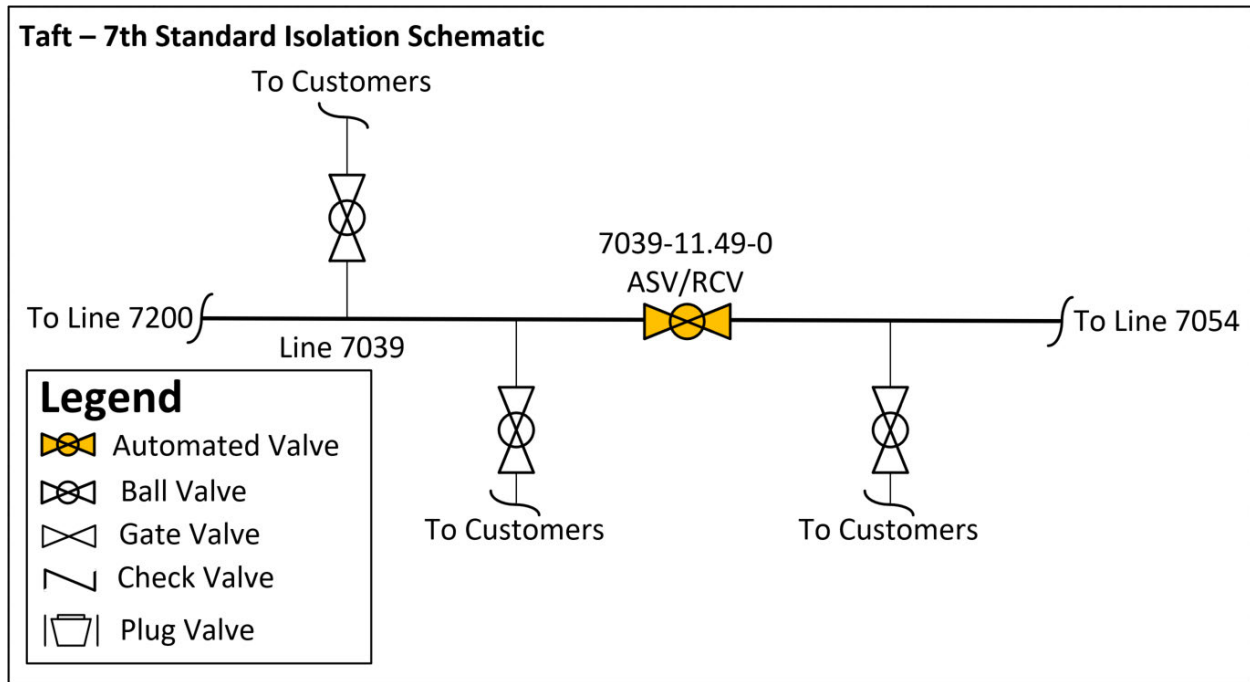 Taft – 7th Standard Isolation Schematic
To Customers
7039-11.49-0
ASV/RCV
To Line 7200
To Line 7054
Line 7039
To Customers
To Customers
Legend
Automated Valve
Ball Valve
Gate Valve
Check Valve
Plug Valve